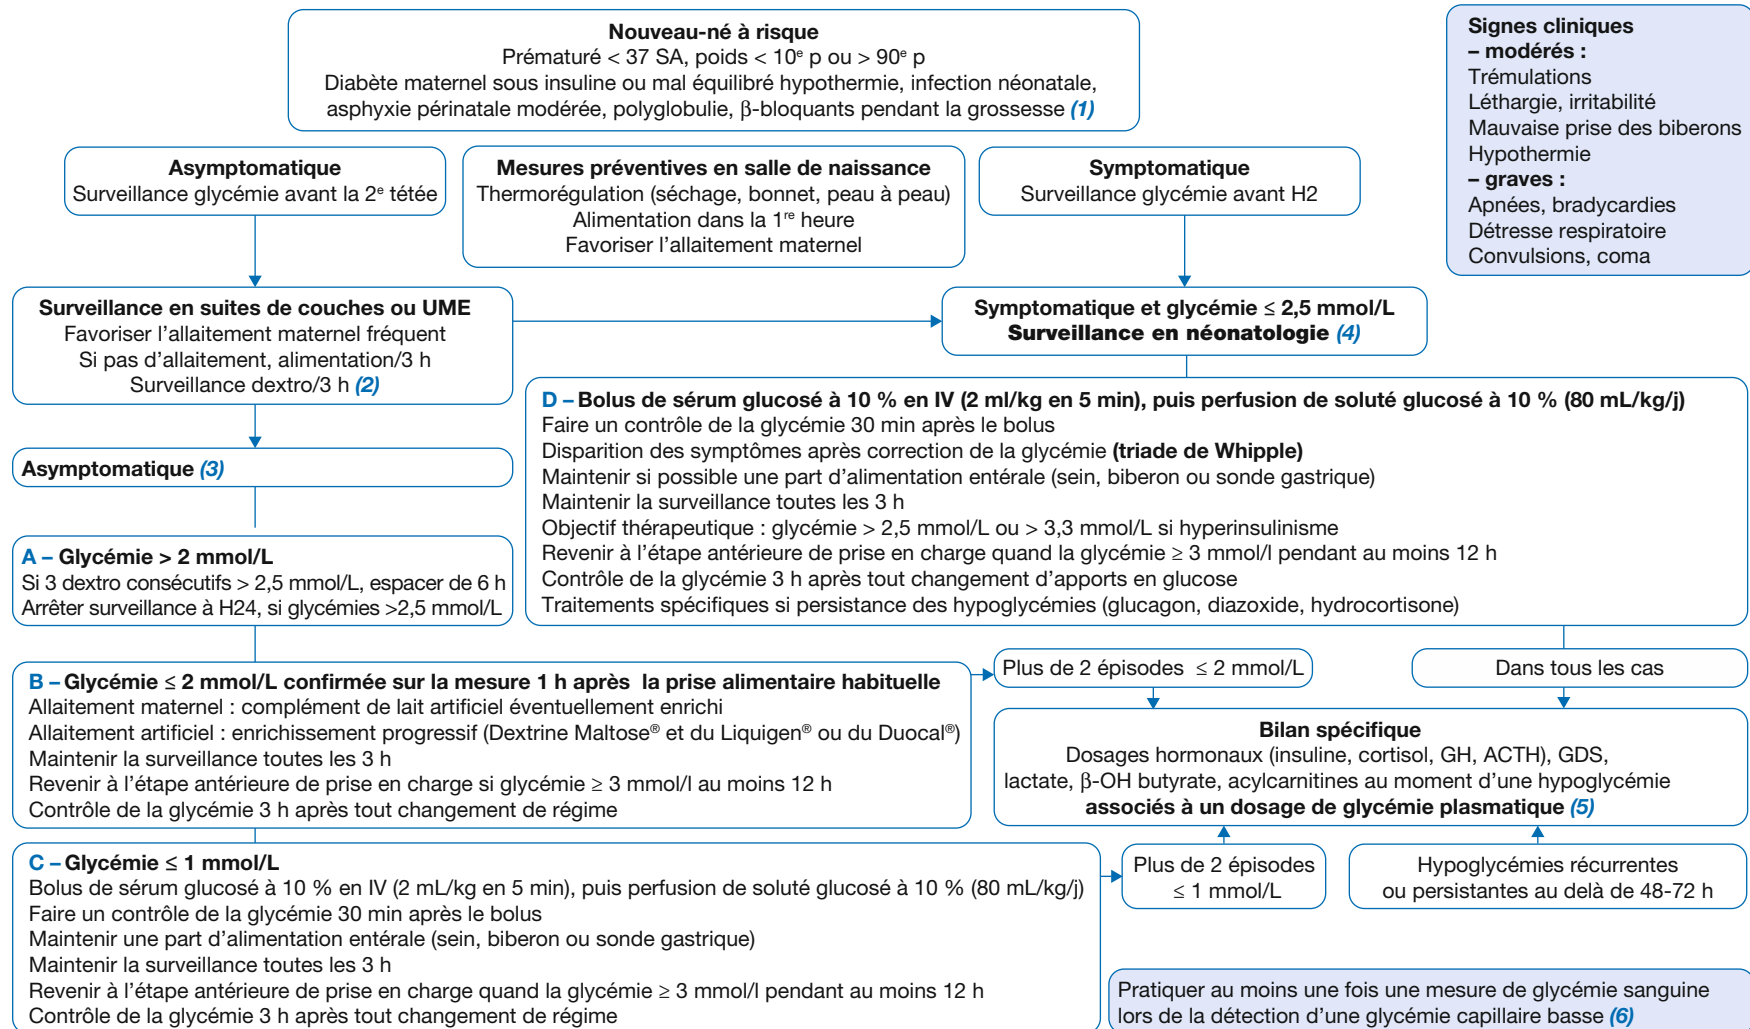 Nouveau-né à risque
Prématuré < 37 SA, poids < 10e p ou > 90e p
Diabète maternel sous insuline ou mal équilibré hypothermie, infection néonatale,
asphyxie périnatale modérée, polyglobulie, β-bloquants pendant la grossesse (1)
Signes cliniques
– modérés :
Trémulations
Léthargie, irritabilité
Mauvaise prise des biberons
Hypothermie
– graves :
Apnées, bradycardies
Détresse respiratoire
Convulsions, coma
Asymptomatique
Surveillance glycémie avant la 2e tétée
Mesures préventives en salle de naissance
Thermorégulation (séchage, bonnet, peau à peau)
Alimentation dans la 1re heure
Favoriser l’allaitement maternel
Symptomatique
Surveillance glycémie avant H2
Surveillance en suites de couches ou UME
Favoriser l’allaitement maternel fréquent
Si pas d’allaitement, alimentation/3 h
Surveillance dextro/3 h (2)
Symptomatique et glycémie ≤ 2,5 mmol/L
Surveillance en néonatologie (4)
Asymptomatique (3)
D – Bolus de sérum glucosé à 10 % en IV (2 ml/kg en 5 min), puis perfusion de soluté glucosé à 10 % (80 mL/kg/j)
Faire un contrôle de la glycémie 30 min après le bolus
Disparition des symptômes après correction de la glycémie (triade de Whipple)
Maintenir si possible une part d’alimentation entérale (sein, biberon ou sonde gastrique)
Maintenir la surveillance toutes les 3 h
Objectif thérapeutique : glycémie > 2,5 mmol/L ou > 3,3 mmol/L si hyperinsulinisme
Revenir à l’étape antérieure de prise en charge quand la glycémie ≥ 3 mmol/l pendant au moins 12 h
Contrôle de la glycémie 3 h après tout changement d’apports en glucose
Traitements spécifiques si persistance des hypoglycémies (glucagon, diazoxide, hydrocortisone)
A – Glycémie > 2 mmol/L
Si 3 dextro consécutifs > 2,5 mmol/L, espacer de 6 h
Arrêter surveillance à H24, si glycémies >2,5 mmol/L
B – Glycémie ≤ 2 mmol/L confirmée sur la mesure 1 h après la prise alimentaire habituelle
Allaitement maternel : complément de lait artificiel éventuellement enrichi
Allaitement artificiel : enrichissement progressif (Dextrine Maltose® et du Liquigen® ou du Duocal®)
Maintenir la surveillance toutes les 3 h
Revenir à l’étape antérieure de prise en charge si glycémie ≥ 3 mmol/l au moins 12 h
Contrôle de la glycémie 3 h après tout changement de régime
Plus de 2 épisodes ≤ 2 mmol/L
Dans tous les cas
Bilan spécifique
Dosages hormonaux (insuline, cortisol, GH, ACTH), GDS,
lactate, β-OH butyrate, acylcarnitines au moment d’une hypoglycémie
associés à un dosage de glycémie plasmatique (5)
C – Glycémie ≤ 1 mmol/L
Bolus de sérum glucosé à 10 % en IV (2 mL/kg en 5 min), puis perfusion de soluté glucosé à 10 % (80 mL/kg/j)
Faire un contrôle de la glycémie 30 min après le bolus
Maintenir une part d’alimentation entérale (sein, biberon ou sonde gastrique)
Maintenir la surveillance toutes les 3 h
Revenir à l’étape antérieure de prise en charge quand la glycémie ≥ 3 mmol/l pendant au moins 12 h
Contrôle de la glycémie 3 h après tout changement de régime
Plus de 2 épisodes
≤ 1 mmol/L
Hypoglycémies récurrentes
ou persistantes au delà de 48-72 h
Pratiquer au moins une fois une mesure de glycémie sanguine
lors de la détection d’une glycémie capillaire basse (6)